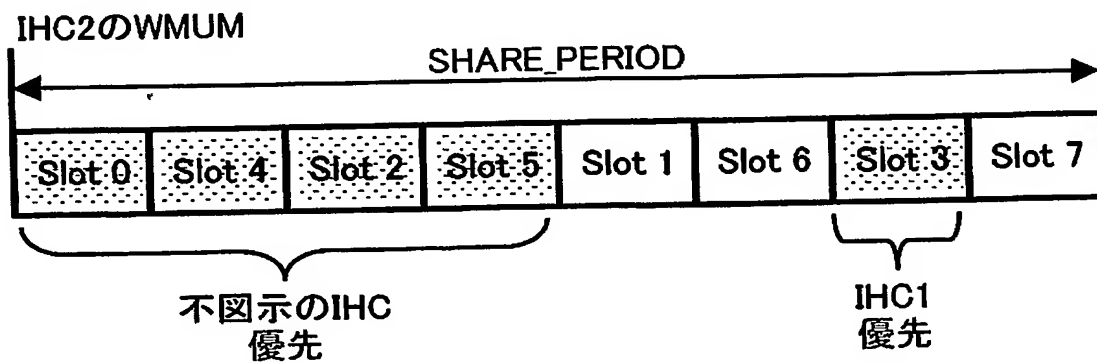 IHC2のWMUM
SHARE_PERIOD
Slot 0 Slot 4 Slot 2 Slot 5 Slot 1 Slot 6 Slot 3 Slot 7
不図示のIHC
優先
IHC1
優先